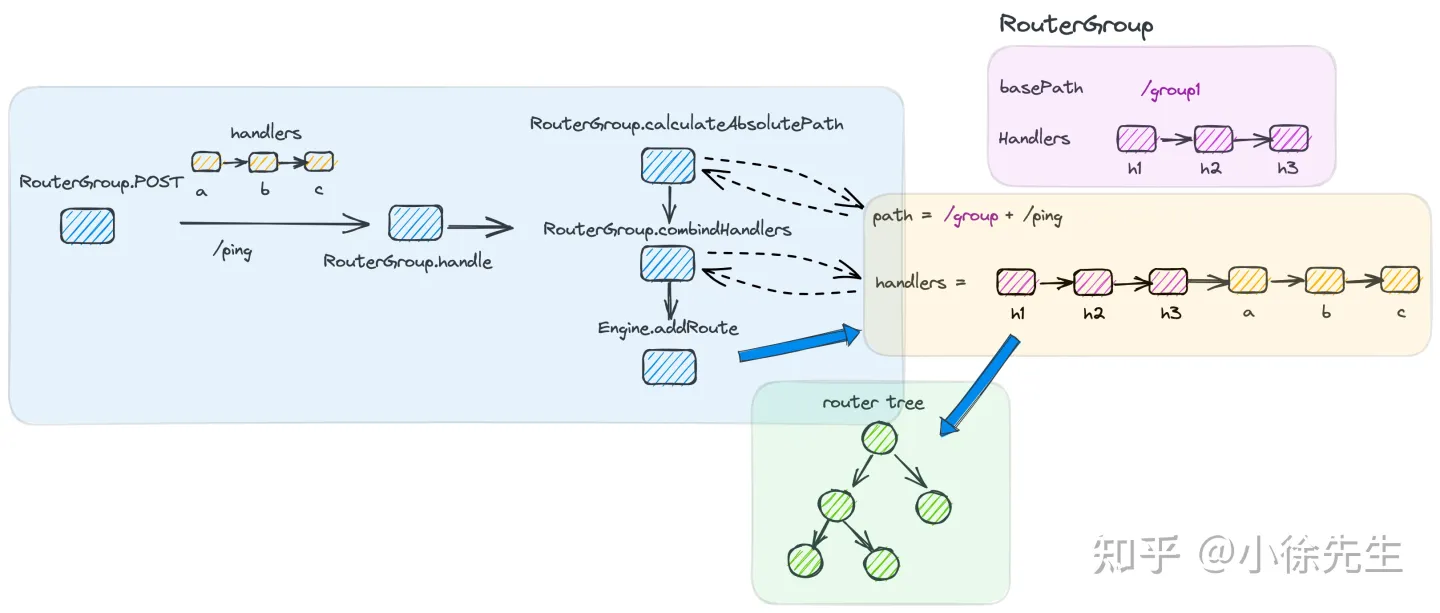 RouterGroup
basePath /group1
Handlers
h1 h2 h3
handlers
a b c
RouterGroup.POST
/ping
RouterGroup.handle
RouterGroup.calculateAbsolutePath
RouterGroup.combindHandlers
Engine.addRoute
path = /group + /ping
handlers =
h1 h2 h3 a b c
router tree
知乎 @小徐先生